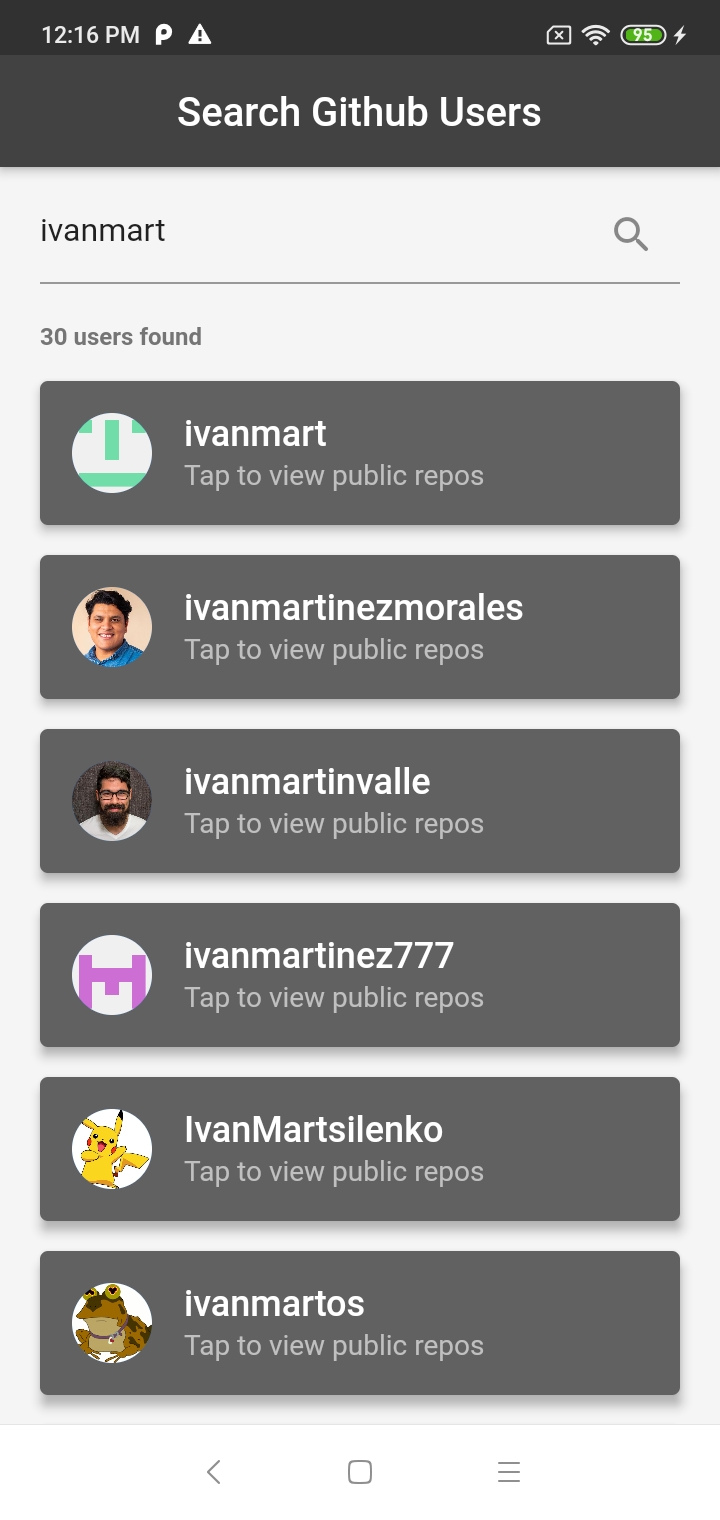 12:16 PM
95
Search Github Users
ivanmart
30 users found
ivanmart
Tap to view public repos
ivanmartinezmorales
Tap to view public repos
ivanmartinvalle
Tap to view public repos
ivanmartinez777
Tap to view public repos
IvanMartsilenko
Tap to view public repos
ivanmartos
Tap to view public repos